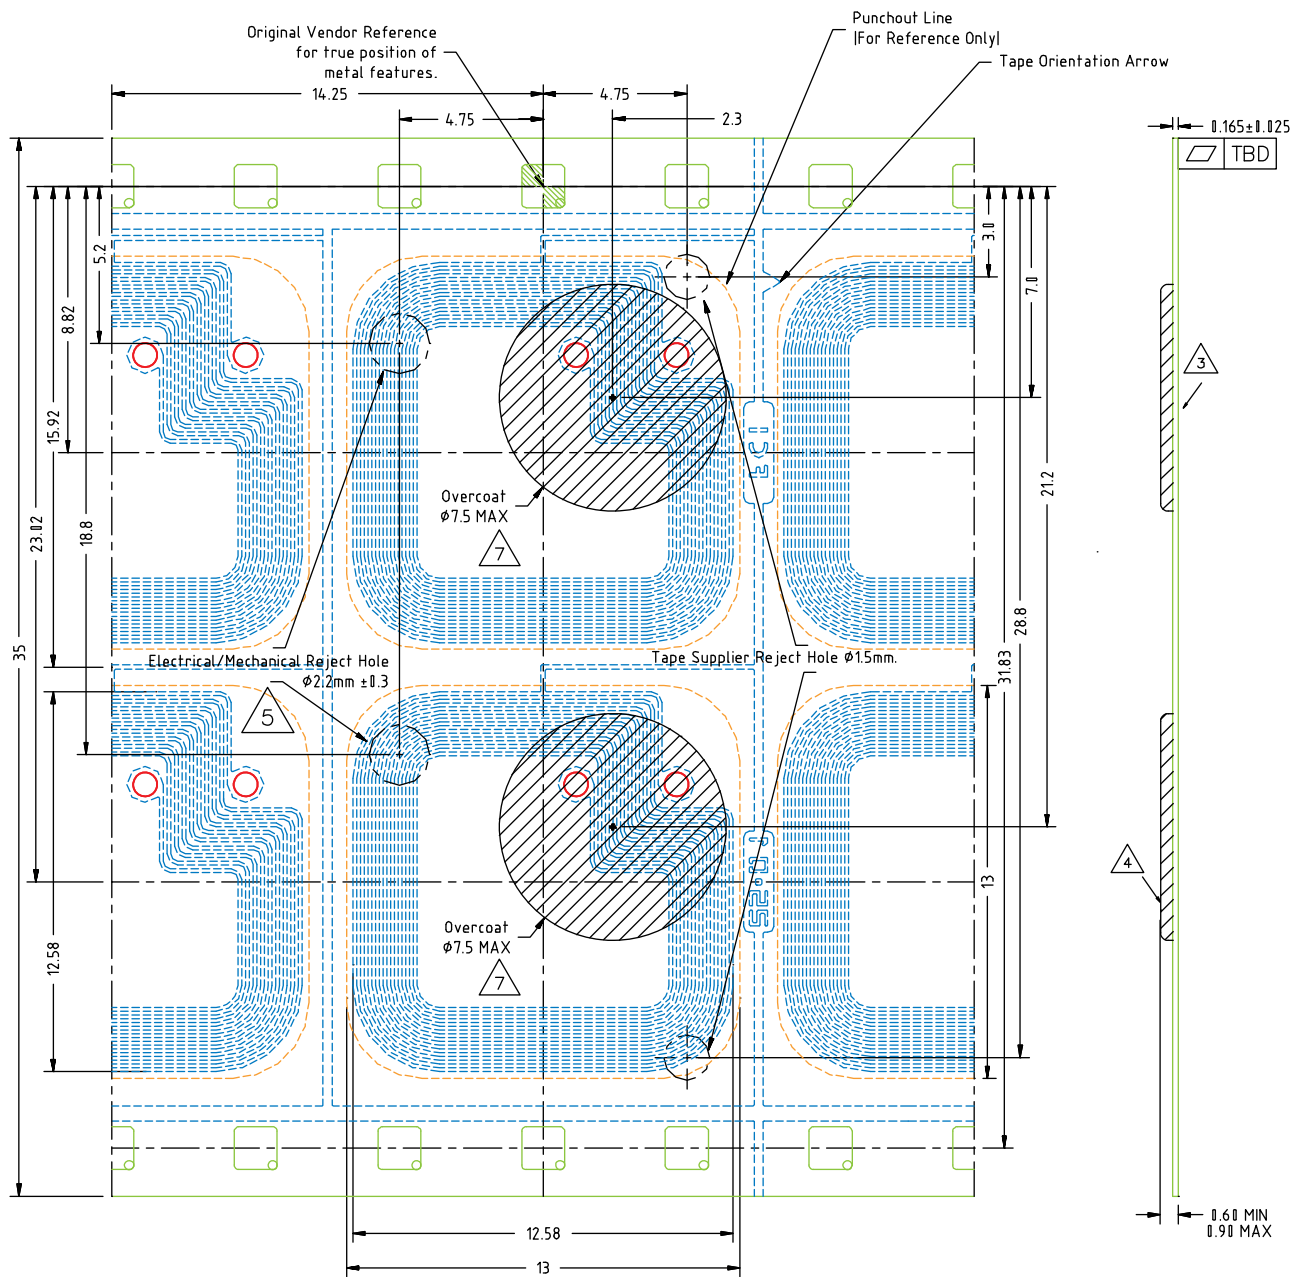 Original Vendor Reference
for true position of
metal features.
Punchout Line
|For Reference Only|
Tape Orientation Arrow
14.25
4.75
4.75
2.3
0.165±0.025
TBD
5.2
8.82
15.92
18.8
23.02
35
12.58
3.0
7.0
21.2
28.8
31.83
13
3
4
ECT
Overcoat
φ7.5 MAX
7
Electrical/Mechanical Reject Hole
φ2.2mm ±0.3
5
Tape Supplier Reject Hole φ1.5mm.
Overcoat
φ7.5 MAX
7
12.58
13
0.60 MIN
0.90 MAX